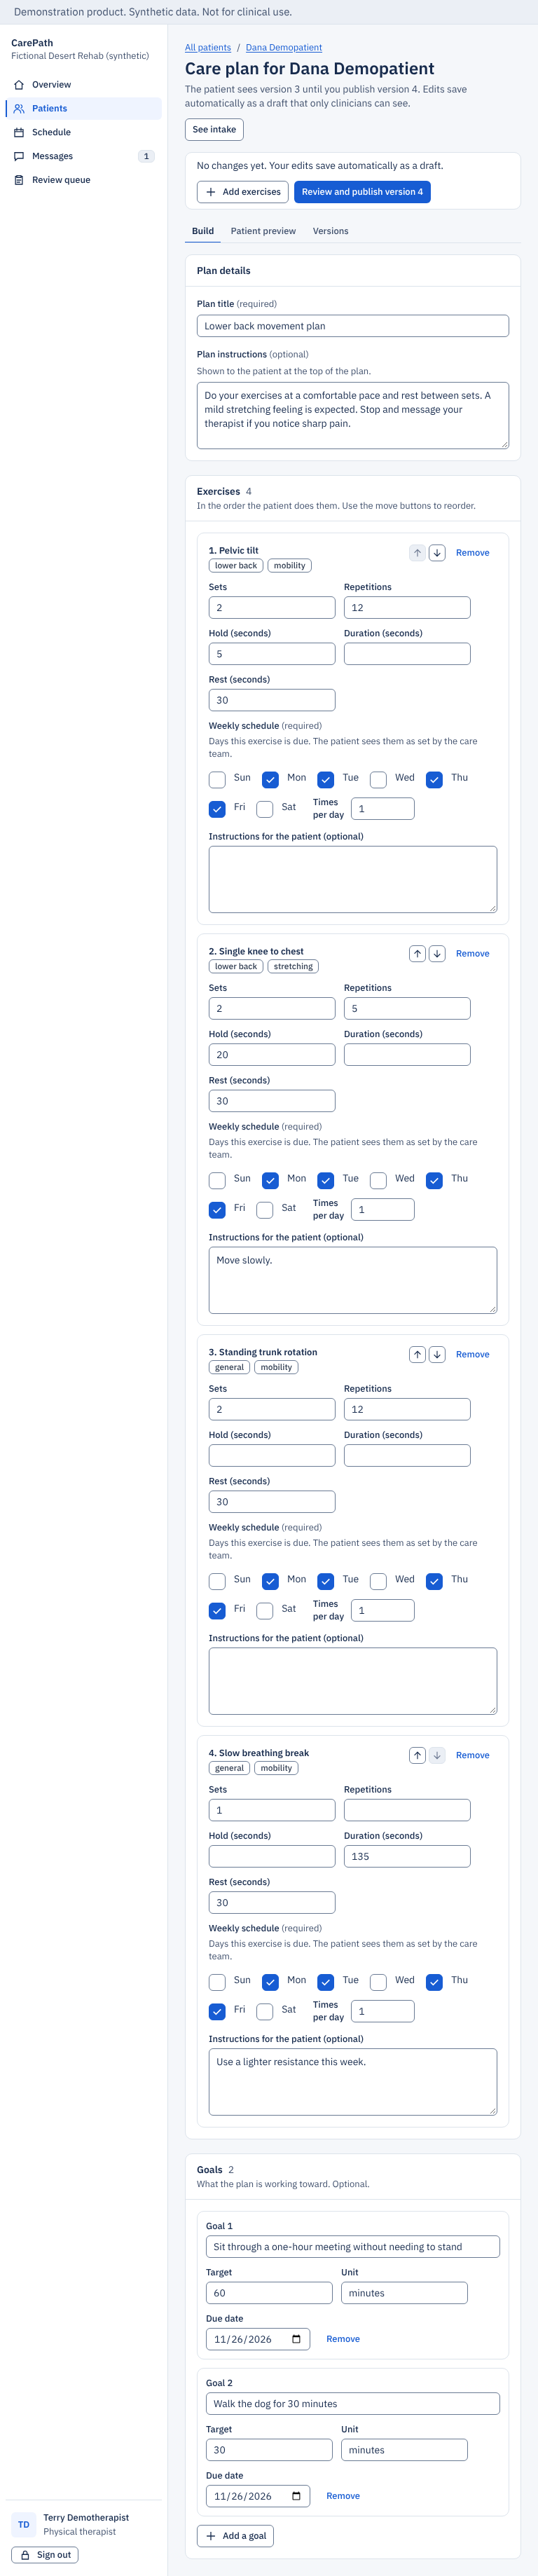 Demonstration product. Synthetic data. Not for clinical use.
CarePath
Fictional Desert Rehab (synthetic)
Overview
Patients
Schedule
Messages 1
Review queue
All patients / Dana Demopatient
Care plan for Dana Demopatient
The patient sees version 3 until you publish version 4. Edits save
automatically as a draft that only clinicians can see.
See intake
No changes yet. Your edits save automatically as a draft.
Add exercises
Review and publish version 4
Build Patient preview Versions
Plan details
Plan title (required)
Lower back movement plan
Plan instructions (optional)
Shown to the patient at the top of the plan.
Do your exercises at a comfortable pace and rest between sets. A
mild stretching feeling is expected. Stop and message your
therapist if you notice sharp pain.
Exercises 4
In the order the patient does them. Use the move buttons to reorder.
1. Pelvic tilt
Remove
lower back mobility
Sets Repetitions
2 12
Hold (seconds) Duration (seconds)
5
Rest (seconds)
30
Weekly schedule (required)
Days this exercise is due. The patient sees them as set by the care
team.
Sun Mon Tue Wed Thu
Fri Sat Times
per day 1
Instructions for the patient (optional)
2. Single knee to chest
Remove
lower back stretching
Sets Repetitions
2 5
Hold (seconds) Duration (seconds)
20
Rest (seconds)
30
Weekly schedule (required)
Days this exercise is due. The patient sees them as set by the care
team.
Sun Mon Tue Wed Thu
Fri Sat Times
per day 1
Instructions for the patient (optional)
Move slowly.
3. Standing trunk rotation
Remove
general mobility
Sets Repetitions
2 12
Hold (seconds) Duration (seconds)
Rest (seconds)
30
Weekly schedule (required)
Days this exercise is due. The patient sees them as set by the care
team.
Sun Mon Tue Wed Thu
Fri Sat Times
per day 1
Instructions for the patient (optional)
4. Slow breathing break
Remove
general mobility
Sets Repetitions
1
Hold (seconds) Duration (seconds)
135
Rest (seconds)
30
Weekly schedule (required)
Days this exercise is due. The patient sees them as set by the care
team.
Sun Mon Tue Wed Thu
Fri Sat Times
per day 1
Instructions for the patient (optional)
Use a lighter resistance this week.
Goals 2
What the plan is working toward. Optional.
Goal 1
Sit through a one-hour meeting without needing to stand
Target Unit
60 minutes
Due date
11/26/2026 Remove
Goal 2
Walk the dog for 30 minutes
Target Unit
30 minutes
Due date
11/26/2026 Remove
Add a goal
TD
Terry Demotherapist
Physical therapist
Sign out